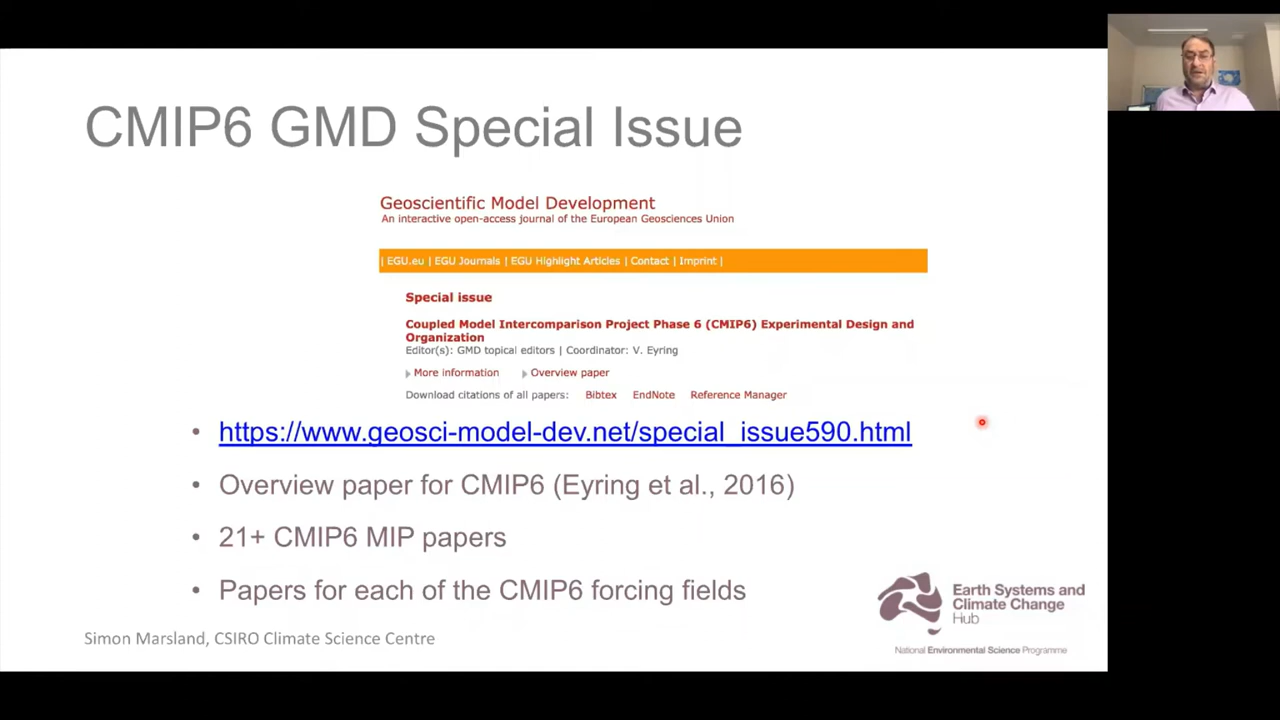 CMIP6 GMD Special Issue
Geoscientific Model Development
An interactive open-access journal of the European Geosciences Union
| EGU.eu | EGU Journals | EGU Highlight Articles | Contact | Imprint |
Special issue
Coupled Model Intercomparison Project Phase 6 (CMIP6) Experimental Design and
Organization
Editor(s): GMD topical editors | Coordinator: V. Eyring
More information Overview paper
Download citations of all papers: Bibtex EndNote Reference Manager
• https://www.geosci-model-dev.net/special_issue590.html
• Overview paper for CMIP6 (Eyring et al., 2016)
• 21+ CMIP6 MIP papers
• Papers for each of the CMIP6 forcing fields
Simon Marsland, CSIRO Climate Science Centre
Earth Systems and
Climate Change
Hub
National Environmental Science Programme